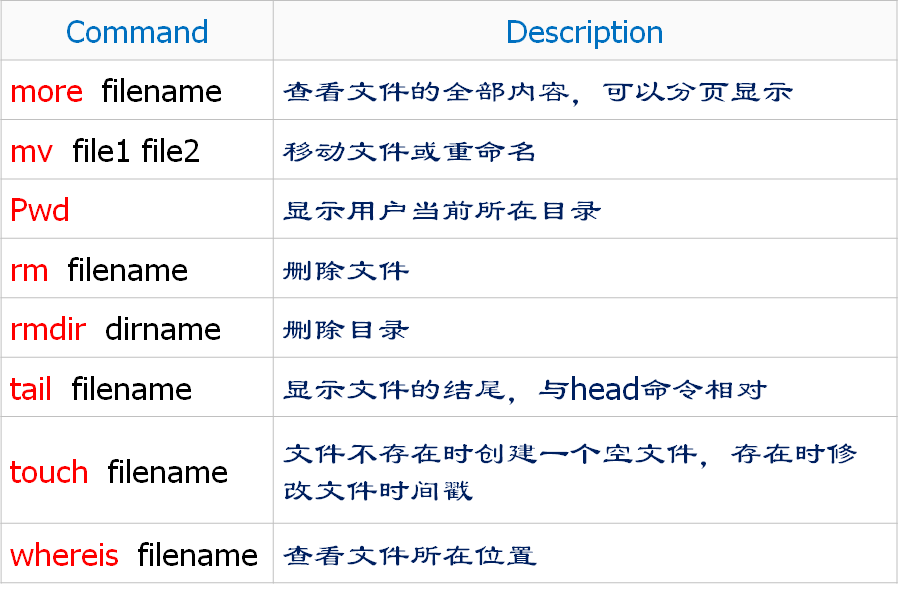 Command Description
more filename 查看文件的全部内容，可以分页显示
mv file1 file2 移动文件或重命名
Pwd 显示用户当前所在目录
rm filename 删除文件
rmdir dirname 删除目录
tail filename 显示文件的结尾，与head命令相对
touch filename 文件不存在时创建一个空文件，存在时修
改文件时间戳
whereis filename 查看文件所在位置